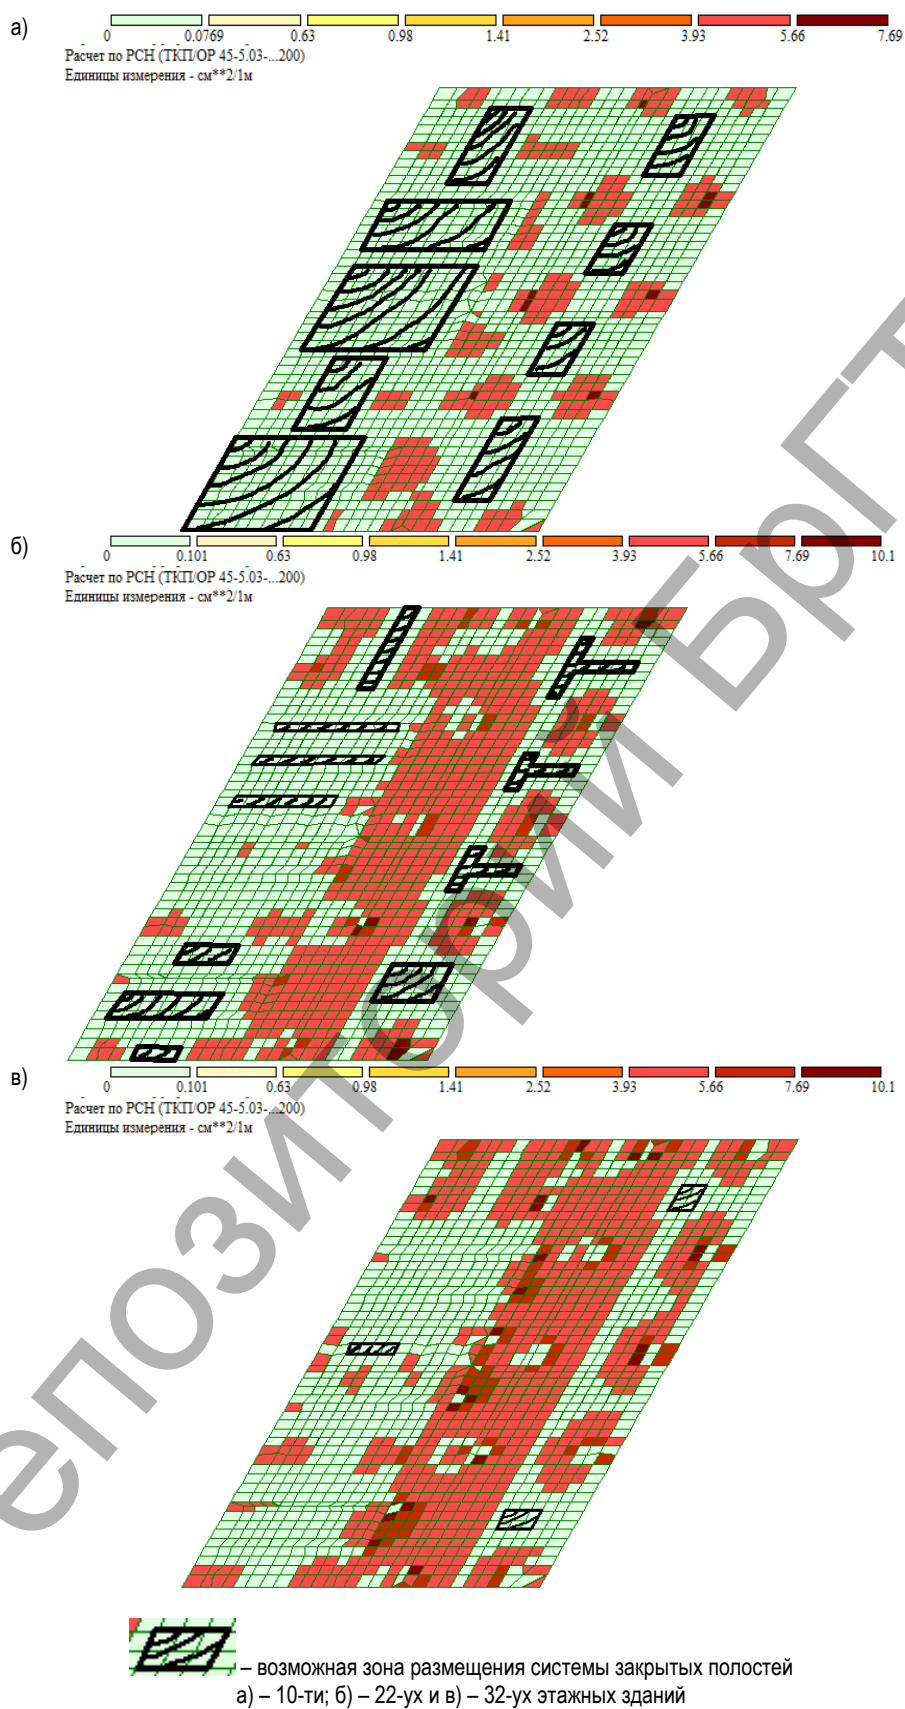 а)
0 0.0769 0.63 0.98 1.41 2.52 3.93 5.66 7.69
Расчет по РСН (ТКП/ОР 45-5.03-...200)
Единицы измерения - см**2/1м
б)
0 0.101 0.63 0.98 1.41 2.52 3.93 5.66 7.69 10.1
Расчет по РСН (ТКП/ОР 45-5.03-...200)
Единицы измерения - см**2/1м
в)
0 0.101 0.63 0.98 1.41 2.52 3.93 5.66 7.69 10.1
Расчет по РСН (ТКП/ОР 45-5.03-...200)
Единицы измерения - см**2/1м
– возможная зона размещения системы закрытых полостей
а) – 10-ти; б) – 22-ух и в) – 32-ух этажных зданий
епозиторий БрГТ